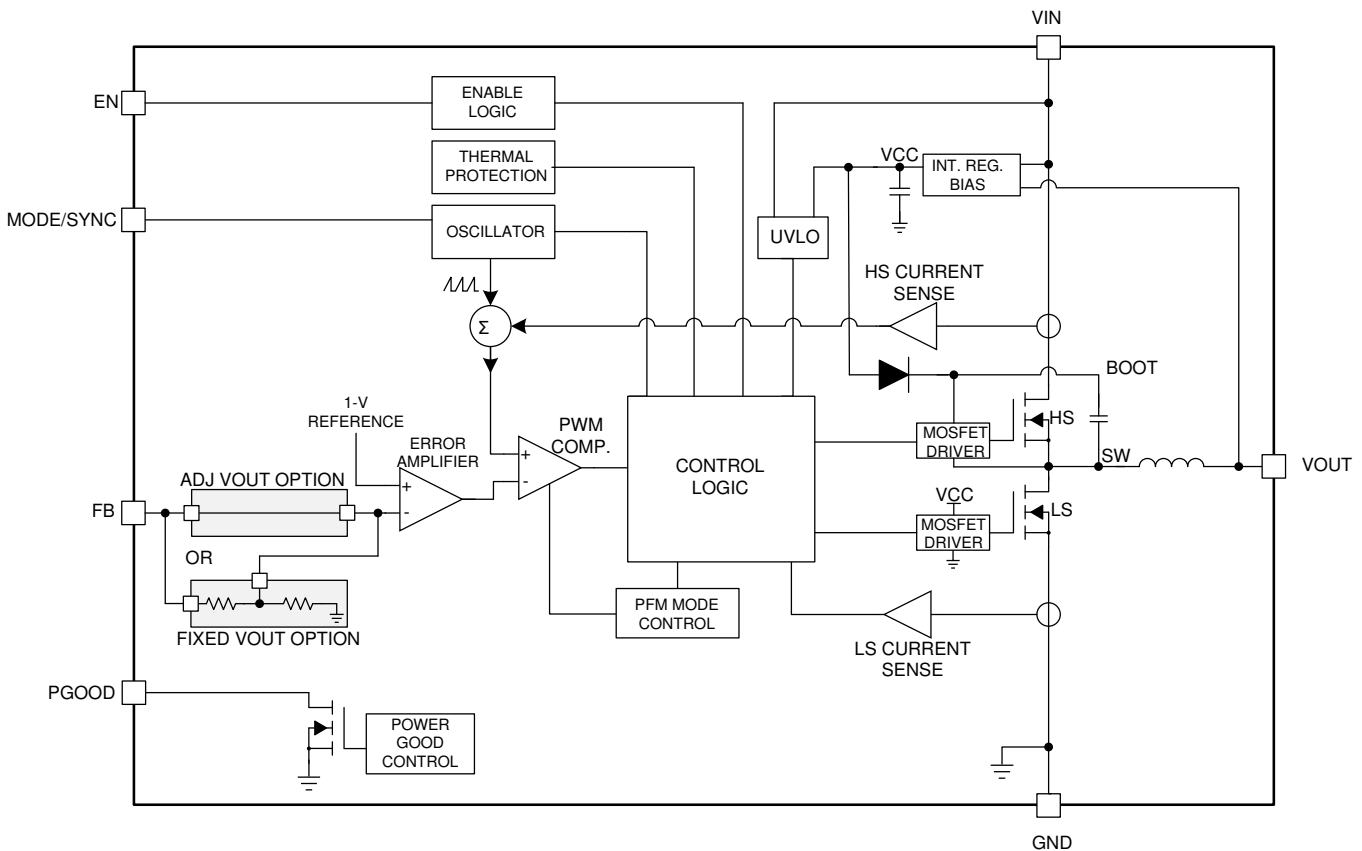 VIN
EN
ENABLE
LOGIC
THERMAL
PROTECTION
VCC
INT. REG.
BIAS
MODE/SYNC
OSCILLATOR
UVLO
HS CURRENT
SENSE
Σ
BOOT
1-V
REFERENCE
HS
PWM
COMP.
MOSFET
DRIVER
ERROR
AMPLIFIER
+
-
CONTROL
LOGIC
SW
VOUT
ADJ VOUT OPTION
+
-
FB
VCC
LS
MOSFET
DRIVER
OR
PFM MODE
CONTROL
FIXED VOUT OPTION
LS CURRENT
SENSE
PGOOD
POWER
GOOD
CONTROL
GND